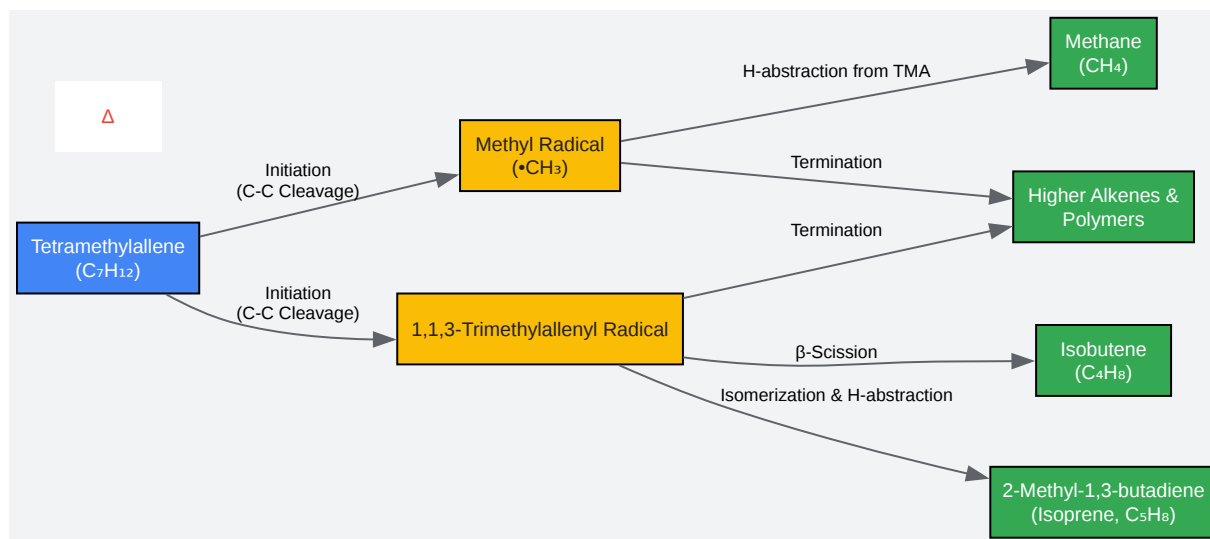 Δ
Tetramethylallene
(C₇H₁₂)
Initiation
(C-C Cleavage)
Initiation
(C-C Cleavage)
Methyl Radical
(•CH₃)
1,1,3-Trimethylallenyl Radical
H-abstraction from TMA
Termination
Termination
β-Scission
Isomerization & H-abstraction
Methane
(CH₄)
Higher Alkenes &
Polymers
Isobutene
(C₄H₈)
2-Methyl-1,3-butadiene
(Isoprene, C₅H₈)